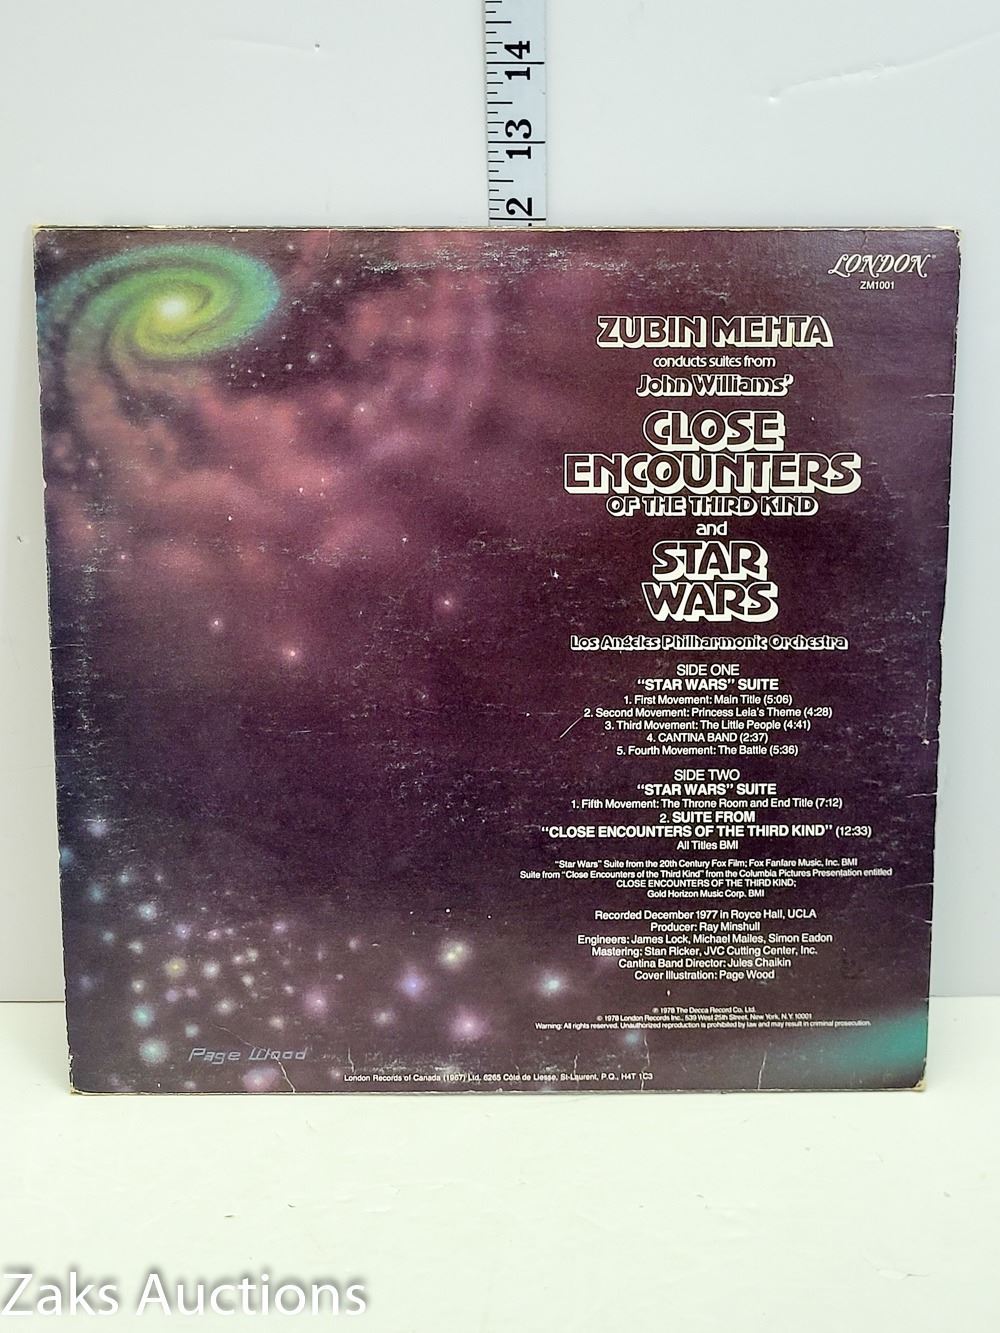 14
13
12
LONDON®
ZM1001
ZUBIN MEHTA
conducts suites from
John Williams'
CLOSE
ENCOUNTERS
OF THE THIRD KIND
and
STAR
WARS
Los Angeles Philharmonic Orchestra
SIDE ONE
"STAR WARS" SUITE
1. First Movement: Main Title (5:06)
2. Second Movement: Princess Lela's Theme (4:28)
3. Third Movement: The Little People (4:41)
4. CANTINA BAND (2:37)
5. Fourth Movement: The Battle (5:36)
SIDE TWO
"STAR WARS" SUITE
1. Fifth Movement: The Throne Room and End Title (7:12)
2. SUITE FROM
"CLOSE ENCOUNTERS OF THE THIRD KIND" (12:33)
All Titles BMI
"Star Wars" Suite from the 20th Century Fox Film; Fox Fanfare Music, Inc. BMI
Suite from "Close Encounters of the Third Kind" from the Columbia Pictures Presentation entitled
CLOSE ENCOUNTERS OF THE THIRD KIND;
Gold Horizon Music Corp. BMI
Recorded December 1977 in Royce Hall, UCLA
Producer: Ray Minshull
Engineers: James Lock, Michael Mailes, Simon Eadon
Mastering: Stan Ricker, JVC Cutting Center, Inc.
Cantina Band Director: Jules Chaikin
Cover Illustration: Page Wood
℗ 1978 The Decca Record Co. Ltd.
© 1978 London Records Inc., 539 West 25th Street, New York, N.Y. 10001
Warning: All rights reserved. Unauthorized reproduction is prohibited by law and may result in criminal prosecution.
Page Wood
London Records of Canada (1967) Ltd. 6265 Côte de Liesse, St-Laurent, P.Q., H4T 1C3
Zaks Auctions